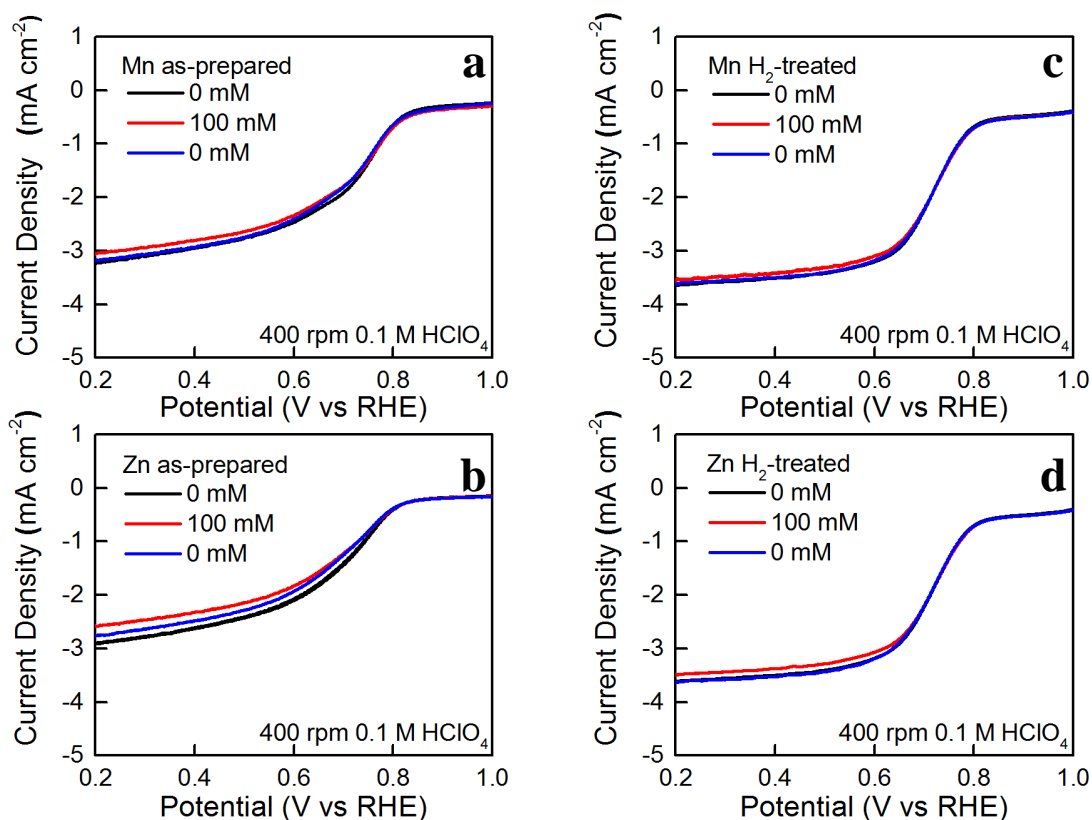 1
0
-1
-2
-3
-4
-5
Current Density (mA cm⁻²)
Mn as-prepared
0 mM
100 mM
0 mM
a
400 rpm 0.1 M HClO₄
0.2 0.4 0.6 0.8 1.0
Potential (V vs RHE)
1
0
-1
-2
-3
-4
-5
Current Density (mA cm⁻²)
Mn H₂-treated
0 mM
100 mM
0 mM
c
400 rpm 0.1 M HClO₄
0.2 0.4 0.6 0.8 1.0
Potential (V vs RHE)
1
0
-1
-2
-3
-4
-5
Current Density (mA cm⁻²)
Zn as-prepared
0 mM
100 mM
0 mM
b
400 rpm 0.1 M HClO₄
0.2 0.4 0.6 0.8 1.0
Potential (V vs RHE)
1
0
-1
-2
-3
-4
-5
Current Density (mA cm⁻²)
Zn H₂-treated
0 mM
100 mM
0 mM
d
400 rpm 0.1 M HClO₄
0.2 0.4 0.6 0.8 1.0
Potential (V vs RHE)